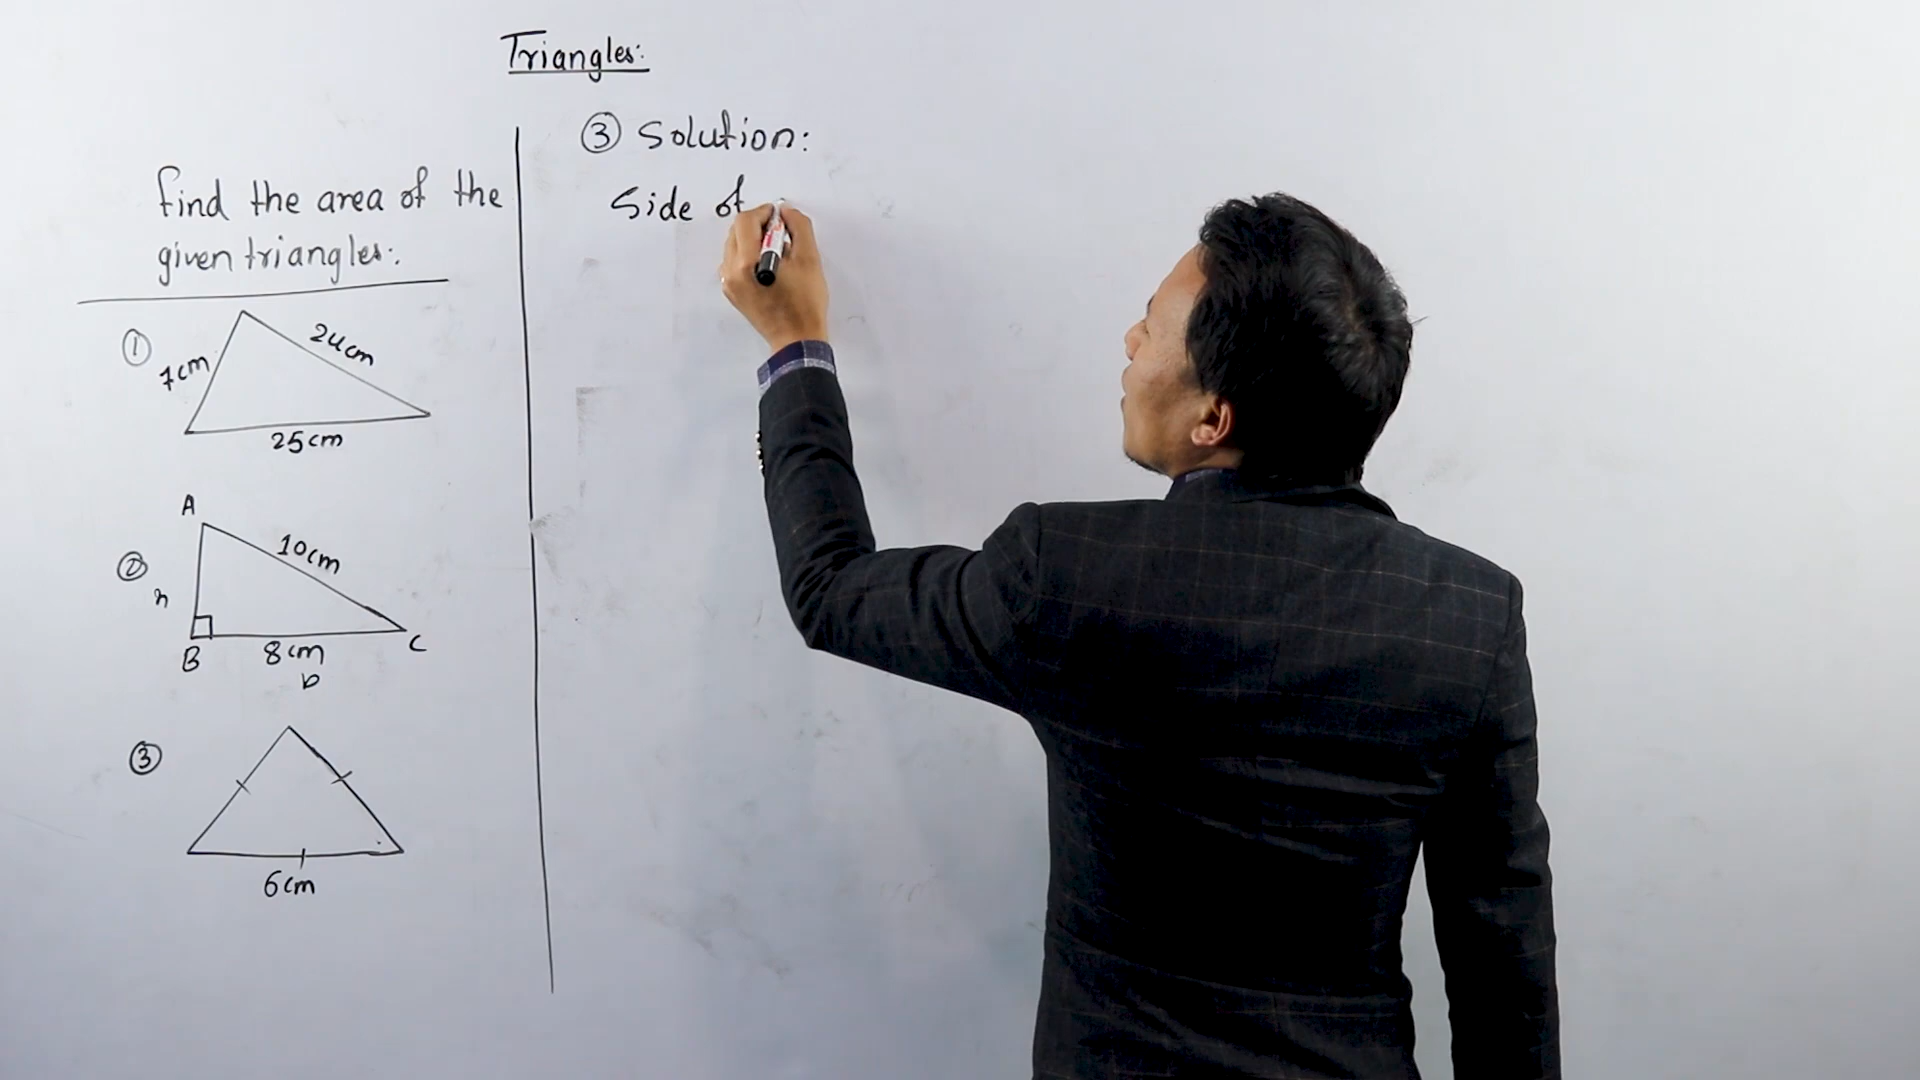 Triangles:
find the area of the
given triangles:
①
7cm
24cm
25cm
②
A
10cm
h
B
8cm
C
b
③
6cm
③ Solution:
Side of